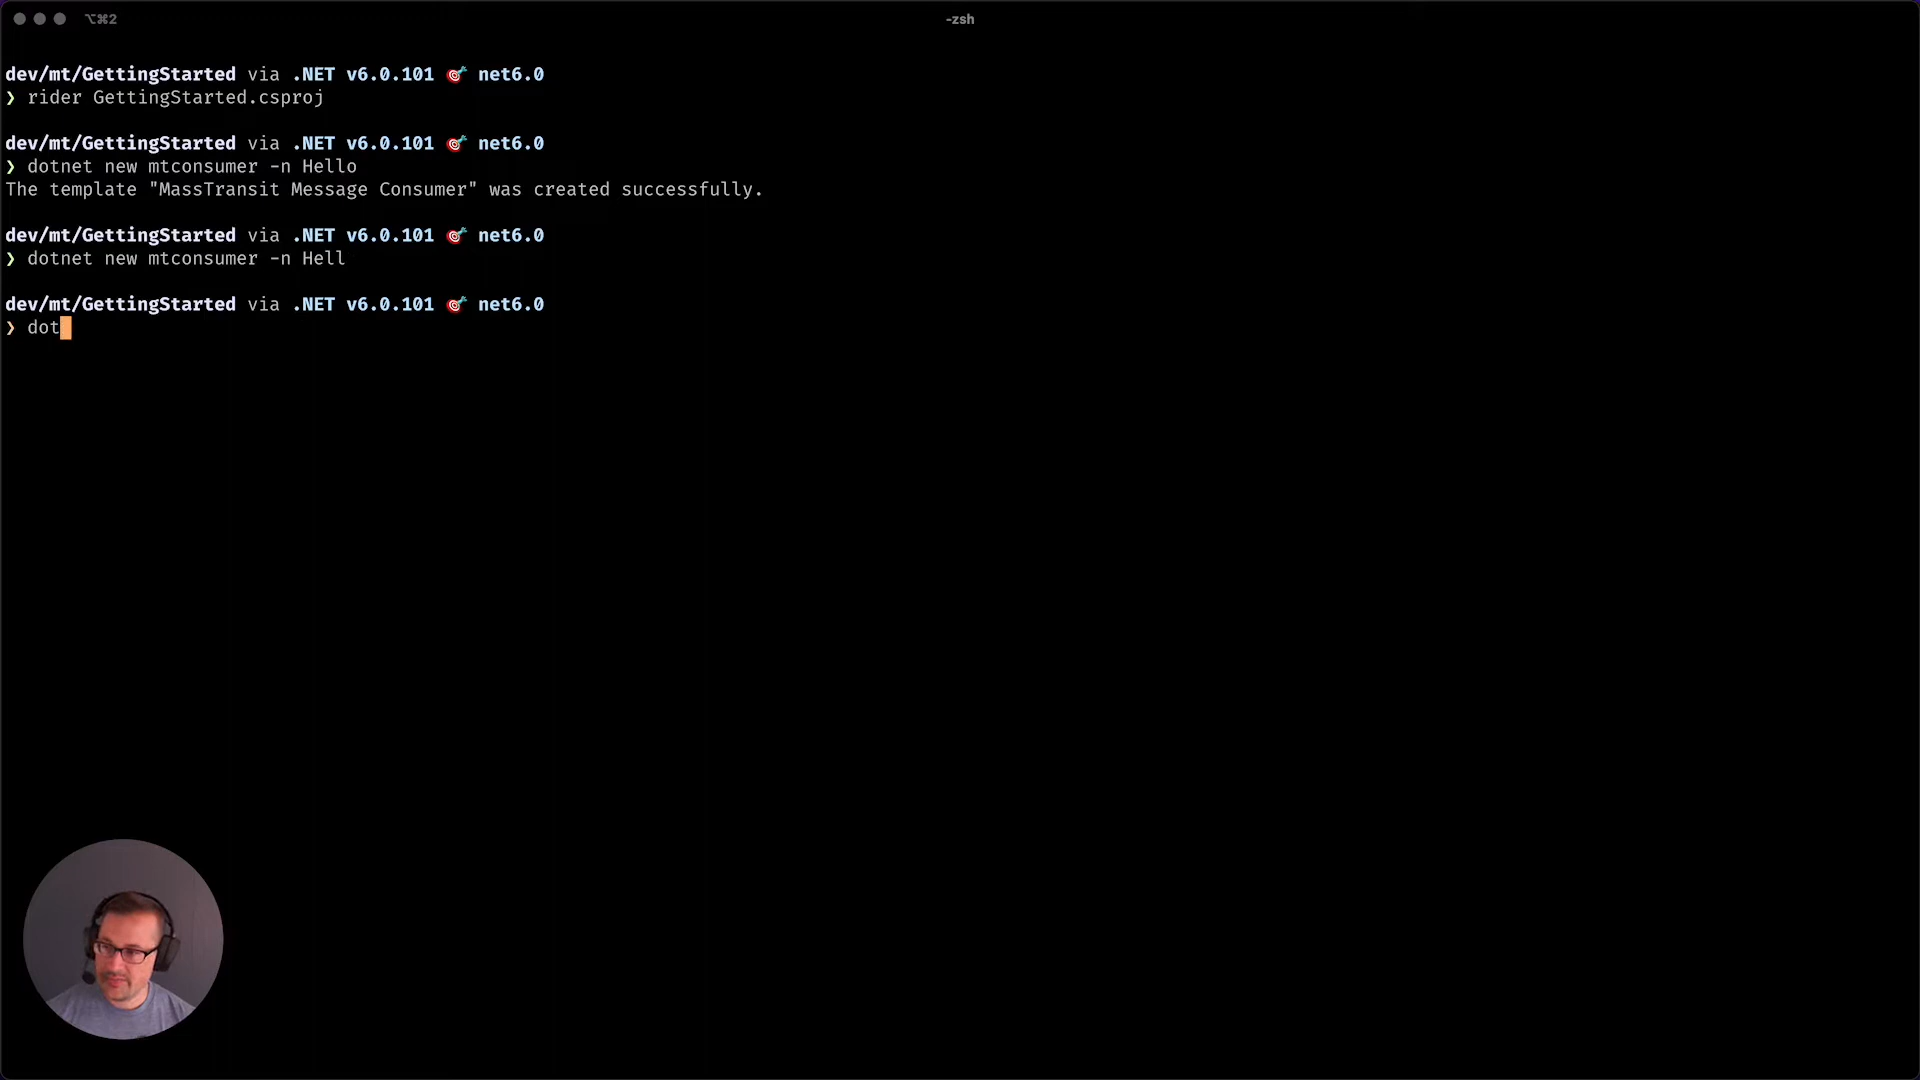 ⌥⌘2
-zsh
dev/mt/GettingStarted via .NET v6.0.101 🎯 net6.0
❯ rider GettingStarted.csproj
dev/mt/GettingStarted via .NET v6.0.101 🎯 net6.0
❯ dotnet new mtconsumer -n Hello
The template "MassTransit Message Consumer" was created successfully.
dev/mt/GettingStarted via .NET v6.0.101 🎯 net6.0
❯ dotnet new mtconsumer -n Hell
dev/mt/GettingStarted via .NET v6.0.101 🎯 net6.0
❯ dot